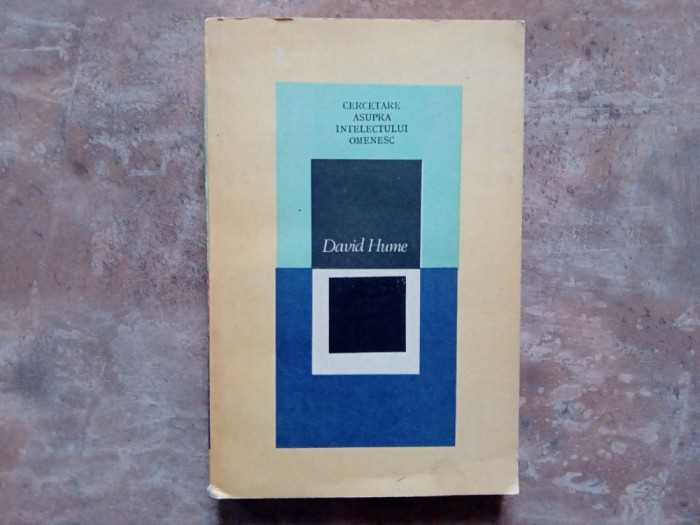 CERCETARE
ASUPRA
INTELECTULUI
OMENESC
David Hume